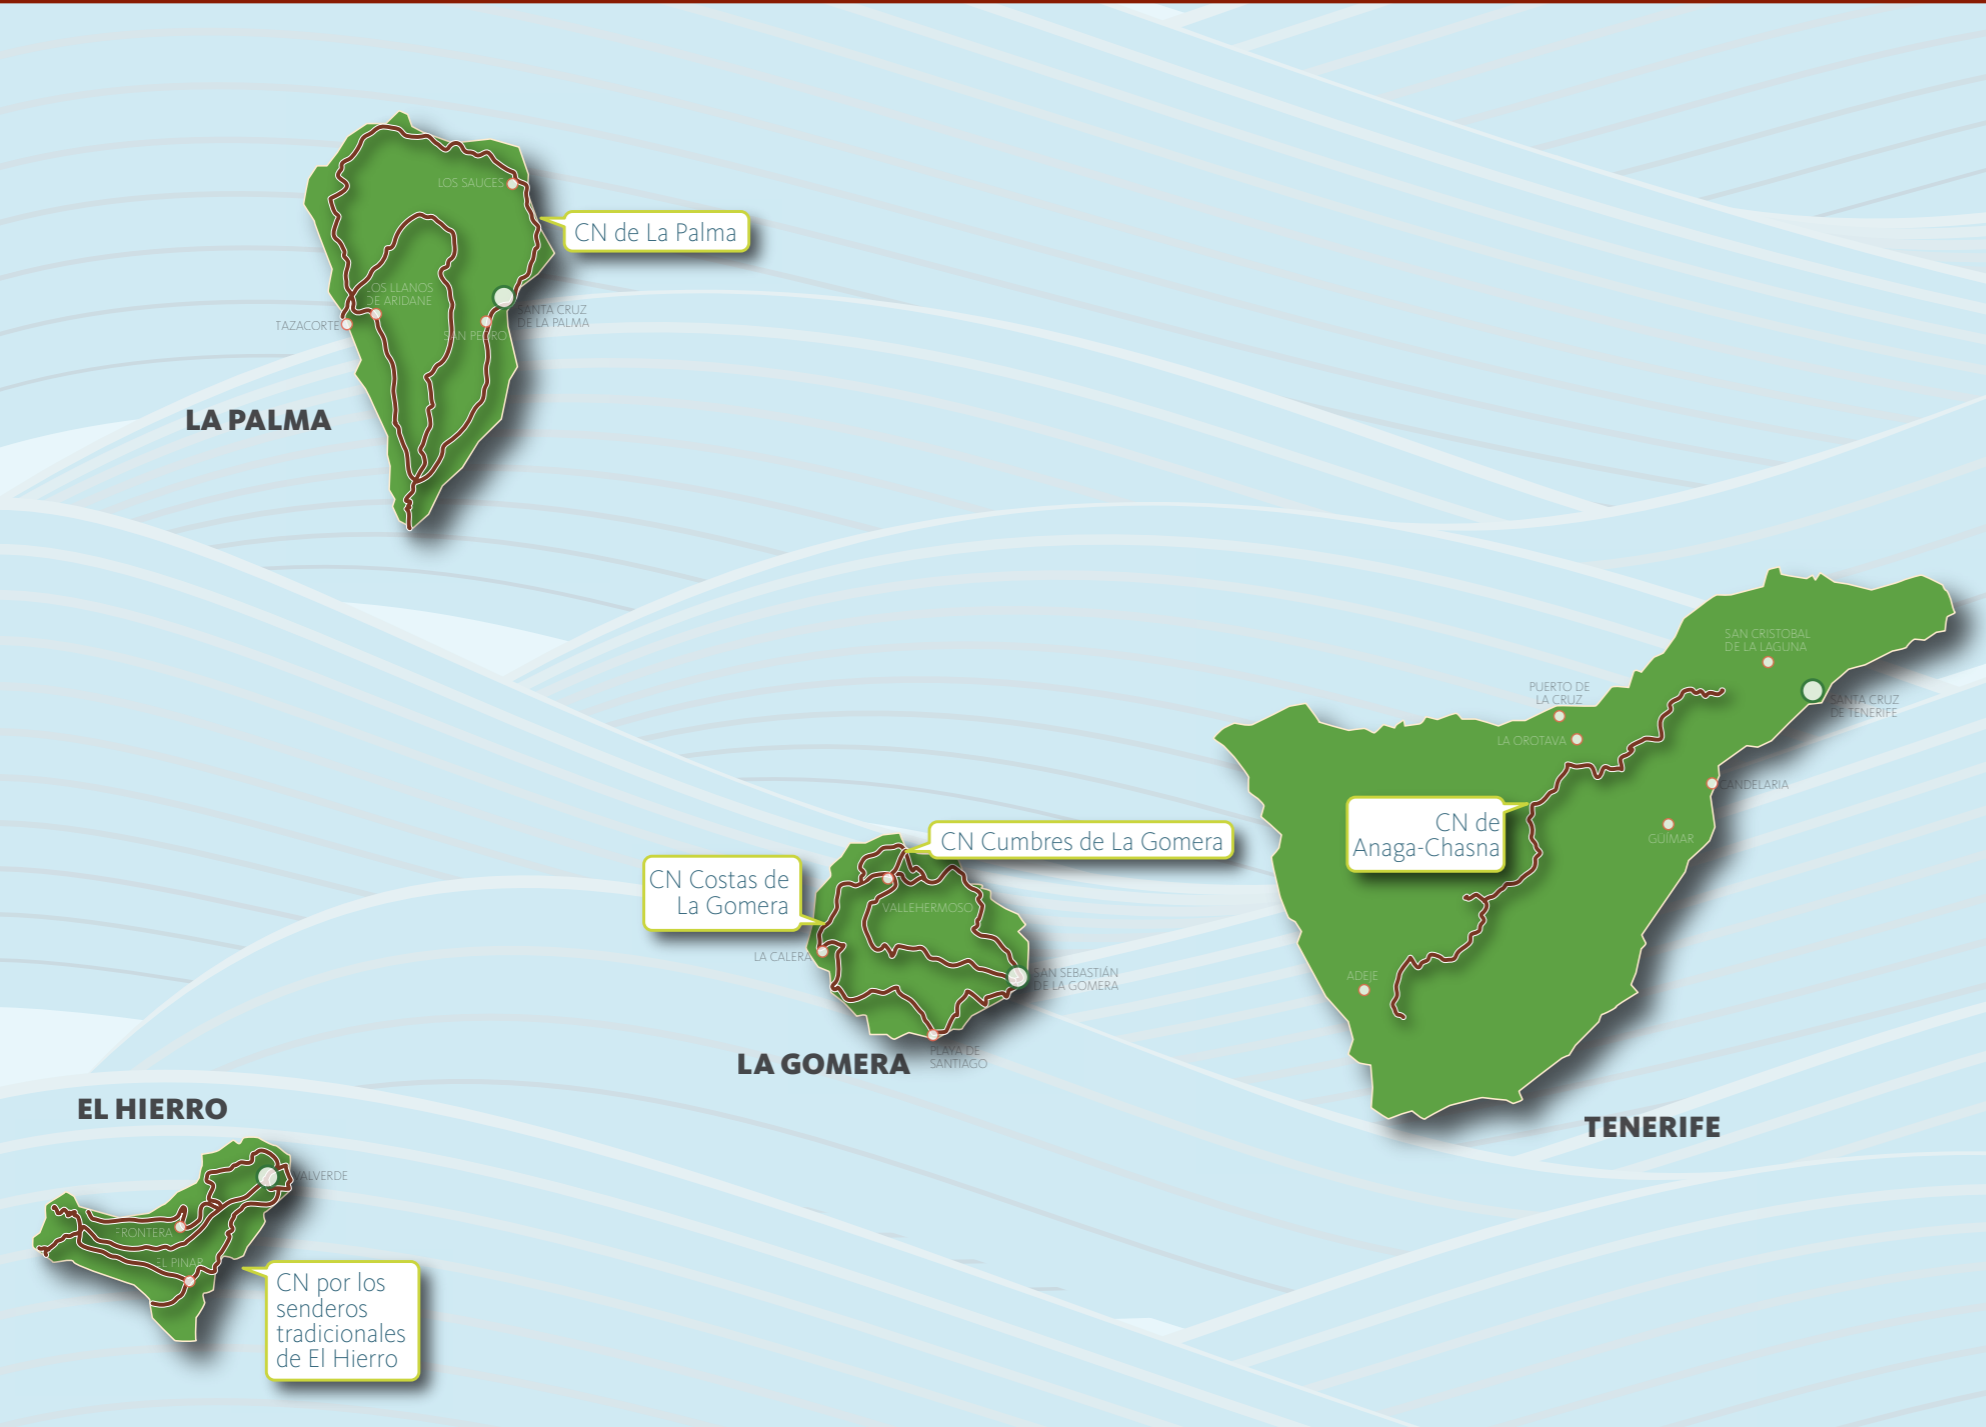 LOS SAUCES
CN de La Palma
LOS LLANOS
DE ARIDANE
SANTA CRUZ
DE LA PALMA
TAZACORTE
SAN PEDRO
LA PALMA
SAN CRISTOBAL
DE LA LAGUNA
PUERTO DE
LA CRUZ
SANTA CRUZ
DE TENERIFE
LA OROTAVA
CANDELARIA
CN de
Anaga-Chasna
GÜÍMAR
ADEJE
TENERIFE
CN Cumbres de La Gomera
CN Costas de
La Gomera
VALLEHERMOSO
LA CALERA
SAN SEBASTIÁN
DE LA GOMERA
PLAYA DE
SANTIAGO
LA GOMERA
EL HIERRO
VALVERDE
FRONTERA
EL PINAR
CN por los
senderos
tradicionales
de El Hierro